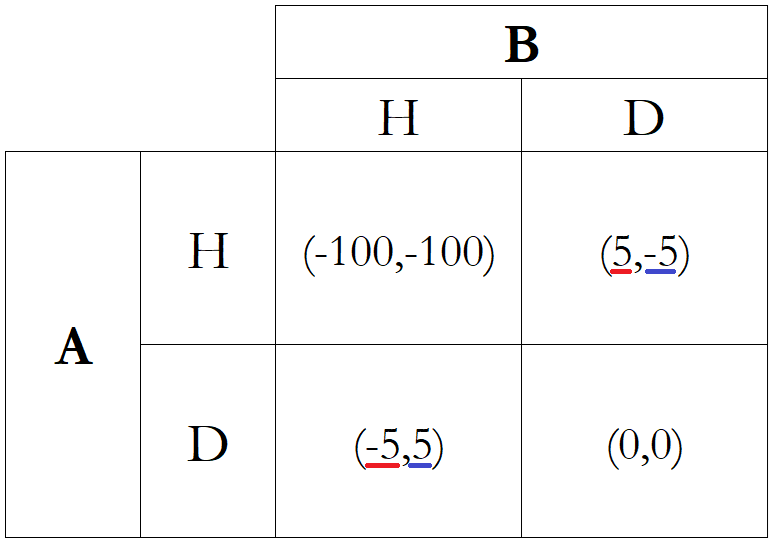 B
H D
H (-100,-100) (5,-5)
A
D (-5,5) (0,0)